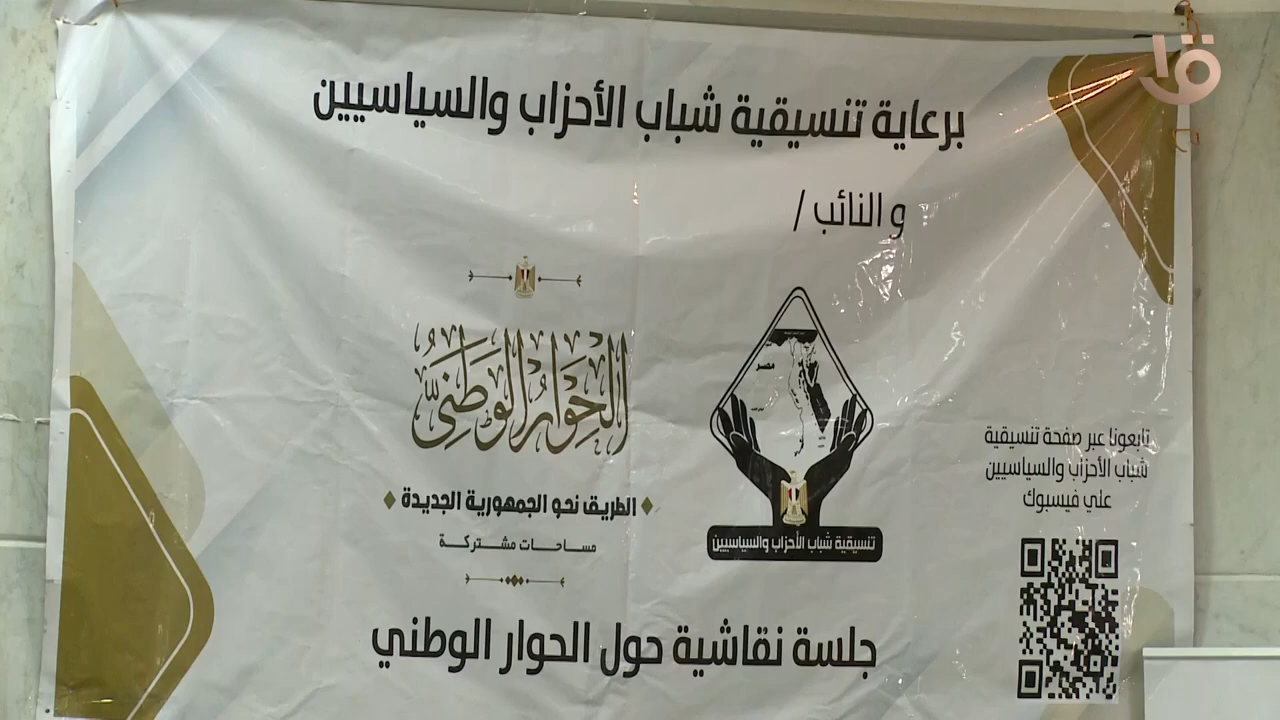 برعاية تنسيقية شباب الأحزاب والسياسيين
و النائب /
الحوار الوطني
الطريق نحو الجمهورية الجديدة
مساحات مشتركة
مصر
تنسيقية شباب الأحزاب والسياسيين
تابعونا عبر صفحة تنسيقية
شباب الأحزاب والسياسيين
علي فيسبوك
جلسة نقاشية حول الحوار الوطني